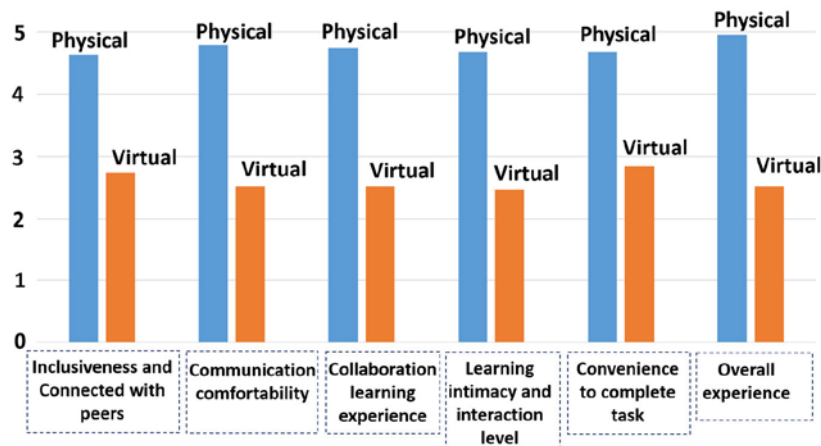 5
4
3
2
1
0
Physical
Virtual
Physical
Virtual
Physical
Virtual
Physical
Virtual
Physical
Virtual
Physical
Virtual
Inclusiveness and
Connected with
peers
Communication
comfortability
Collaboration
learning
experience
Learning
intimacy and
interaction
level
Convenience
to complete
task
Overall
experience